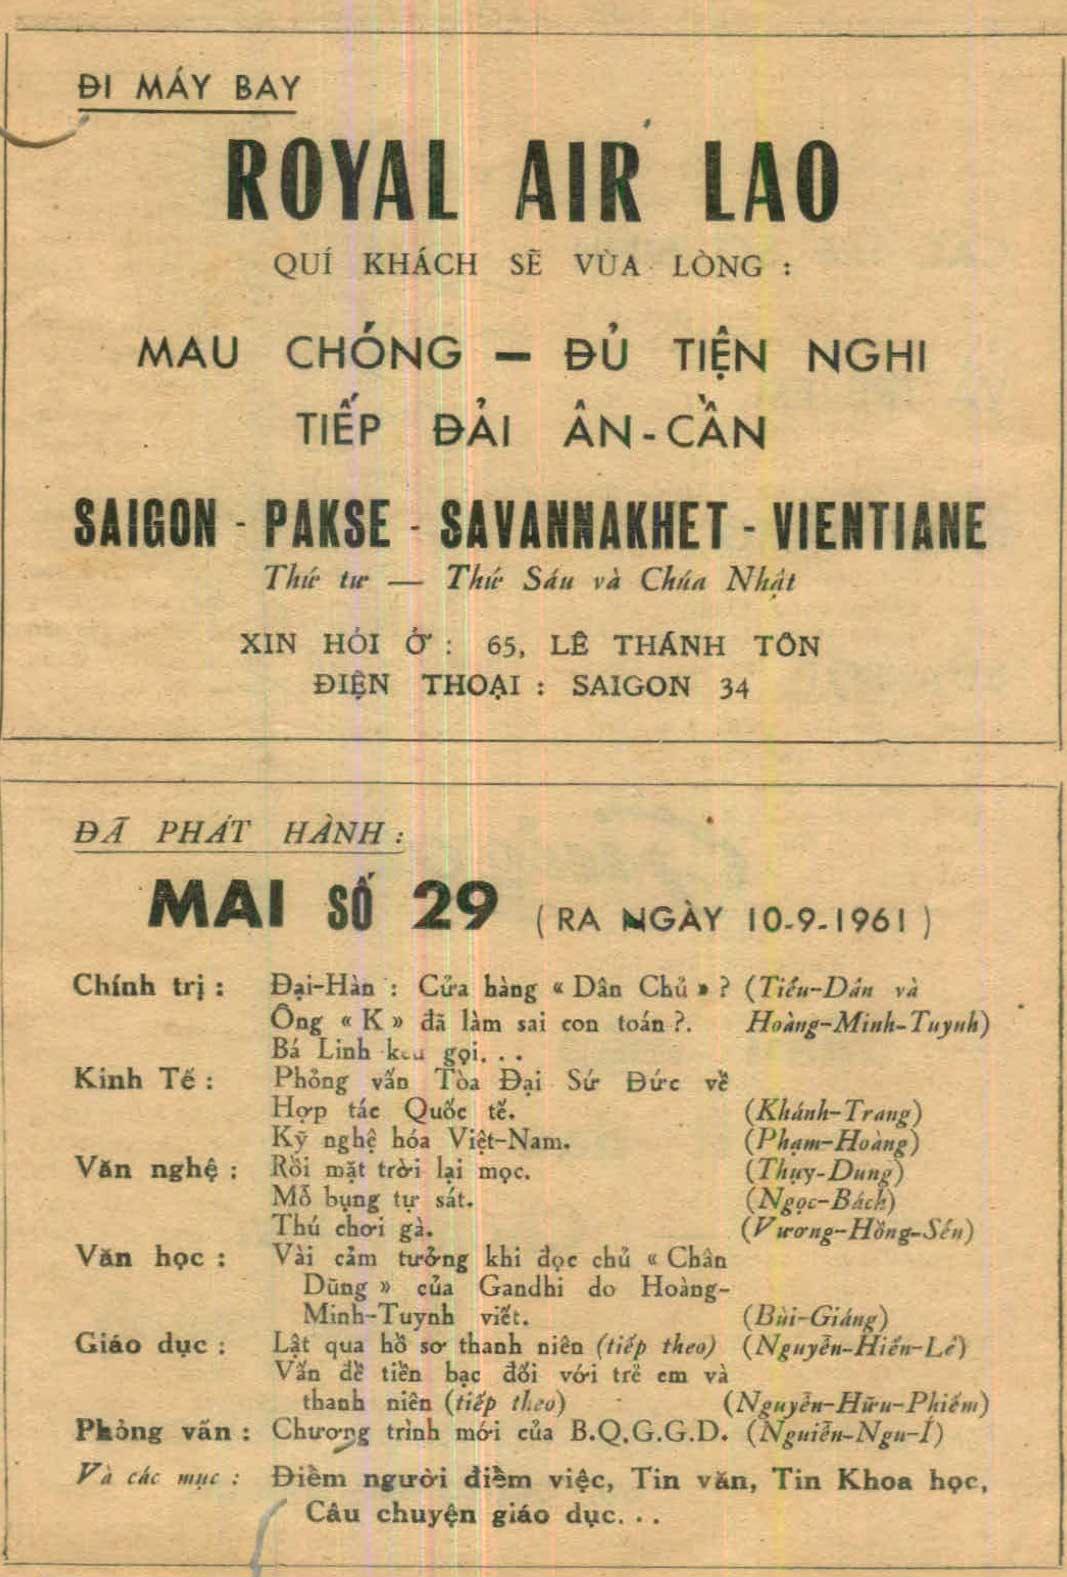 ĐI MÁY BAY
ROYAL AIR LAO
QUÍ KHÁCH SẼ VỪA LÒNG :
MAU CHÓNG — ĐỦ TIỆN NGHI
TIẾP ĐẢI ÂN-CẦN
SAIGON - PAKSE - SAVANNAKHET - VIENTIANE
Thứ tư — Thứ Sáu và Chúa Nhật
XIN HỎI Ở : 65, LÊ THÁNH TÔN
ĐIỆN THOẠI : SAIGON 34
ĐÃ PHÁT HÀNH :
MAI SỐ 29 (RA NGÀY 10-9-1961)
Chính trị : Đại-Hàn : Cửa hàng « Dân Chủ » ? (Tiểu-Dân và
Ông « K » đã làm sai con toán ?. Hoàng-Minh-Tuynh)
Bá Linh kêu gọi. . .
Kinh Tế : Phỏng vấn Tòa Đại Sứ Đức về
Hợp tác Quốc tế. (Khánh-Trang)
Kỹ nghệ hóa Việt-Nam. (Phạm-Hoàng)
Văn nghệ : Rồi mặt trời lại mọc. (Thụy-Dung)
Mổ bụng tự sát. (Ngọc-Bách)
Thú chơi gà. (Vương-Hồng-Sển)
Văn học : Vài cảm tưởng khi đọc chủ « Chân
Dũng » của Gandhi do Hoàng-
Minh-Tuynh viết. (Bùi-Giáng)
Giáo dục : Lật qua hồ sơ thanh niên (tiếp theo) (Nguyễn-Hiến-Lê)
Vấn đề tiền bạc đối với trẻ em và
thanh niên (tiếp theo) (Nguyễn-Hữu-Phiếm)
Phỏng vấn : Chương trình mới của B.Q.G.G.D. (Nguiễn-Ngu-Í)
Và các mục : Điểm người điểm việc, Tin văn, Tin Khoa học,
Câu chuyện giáo dục. . .